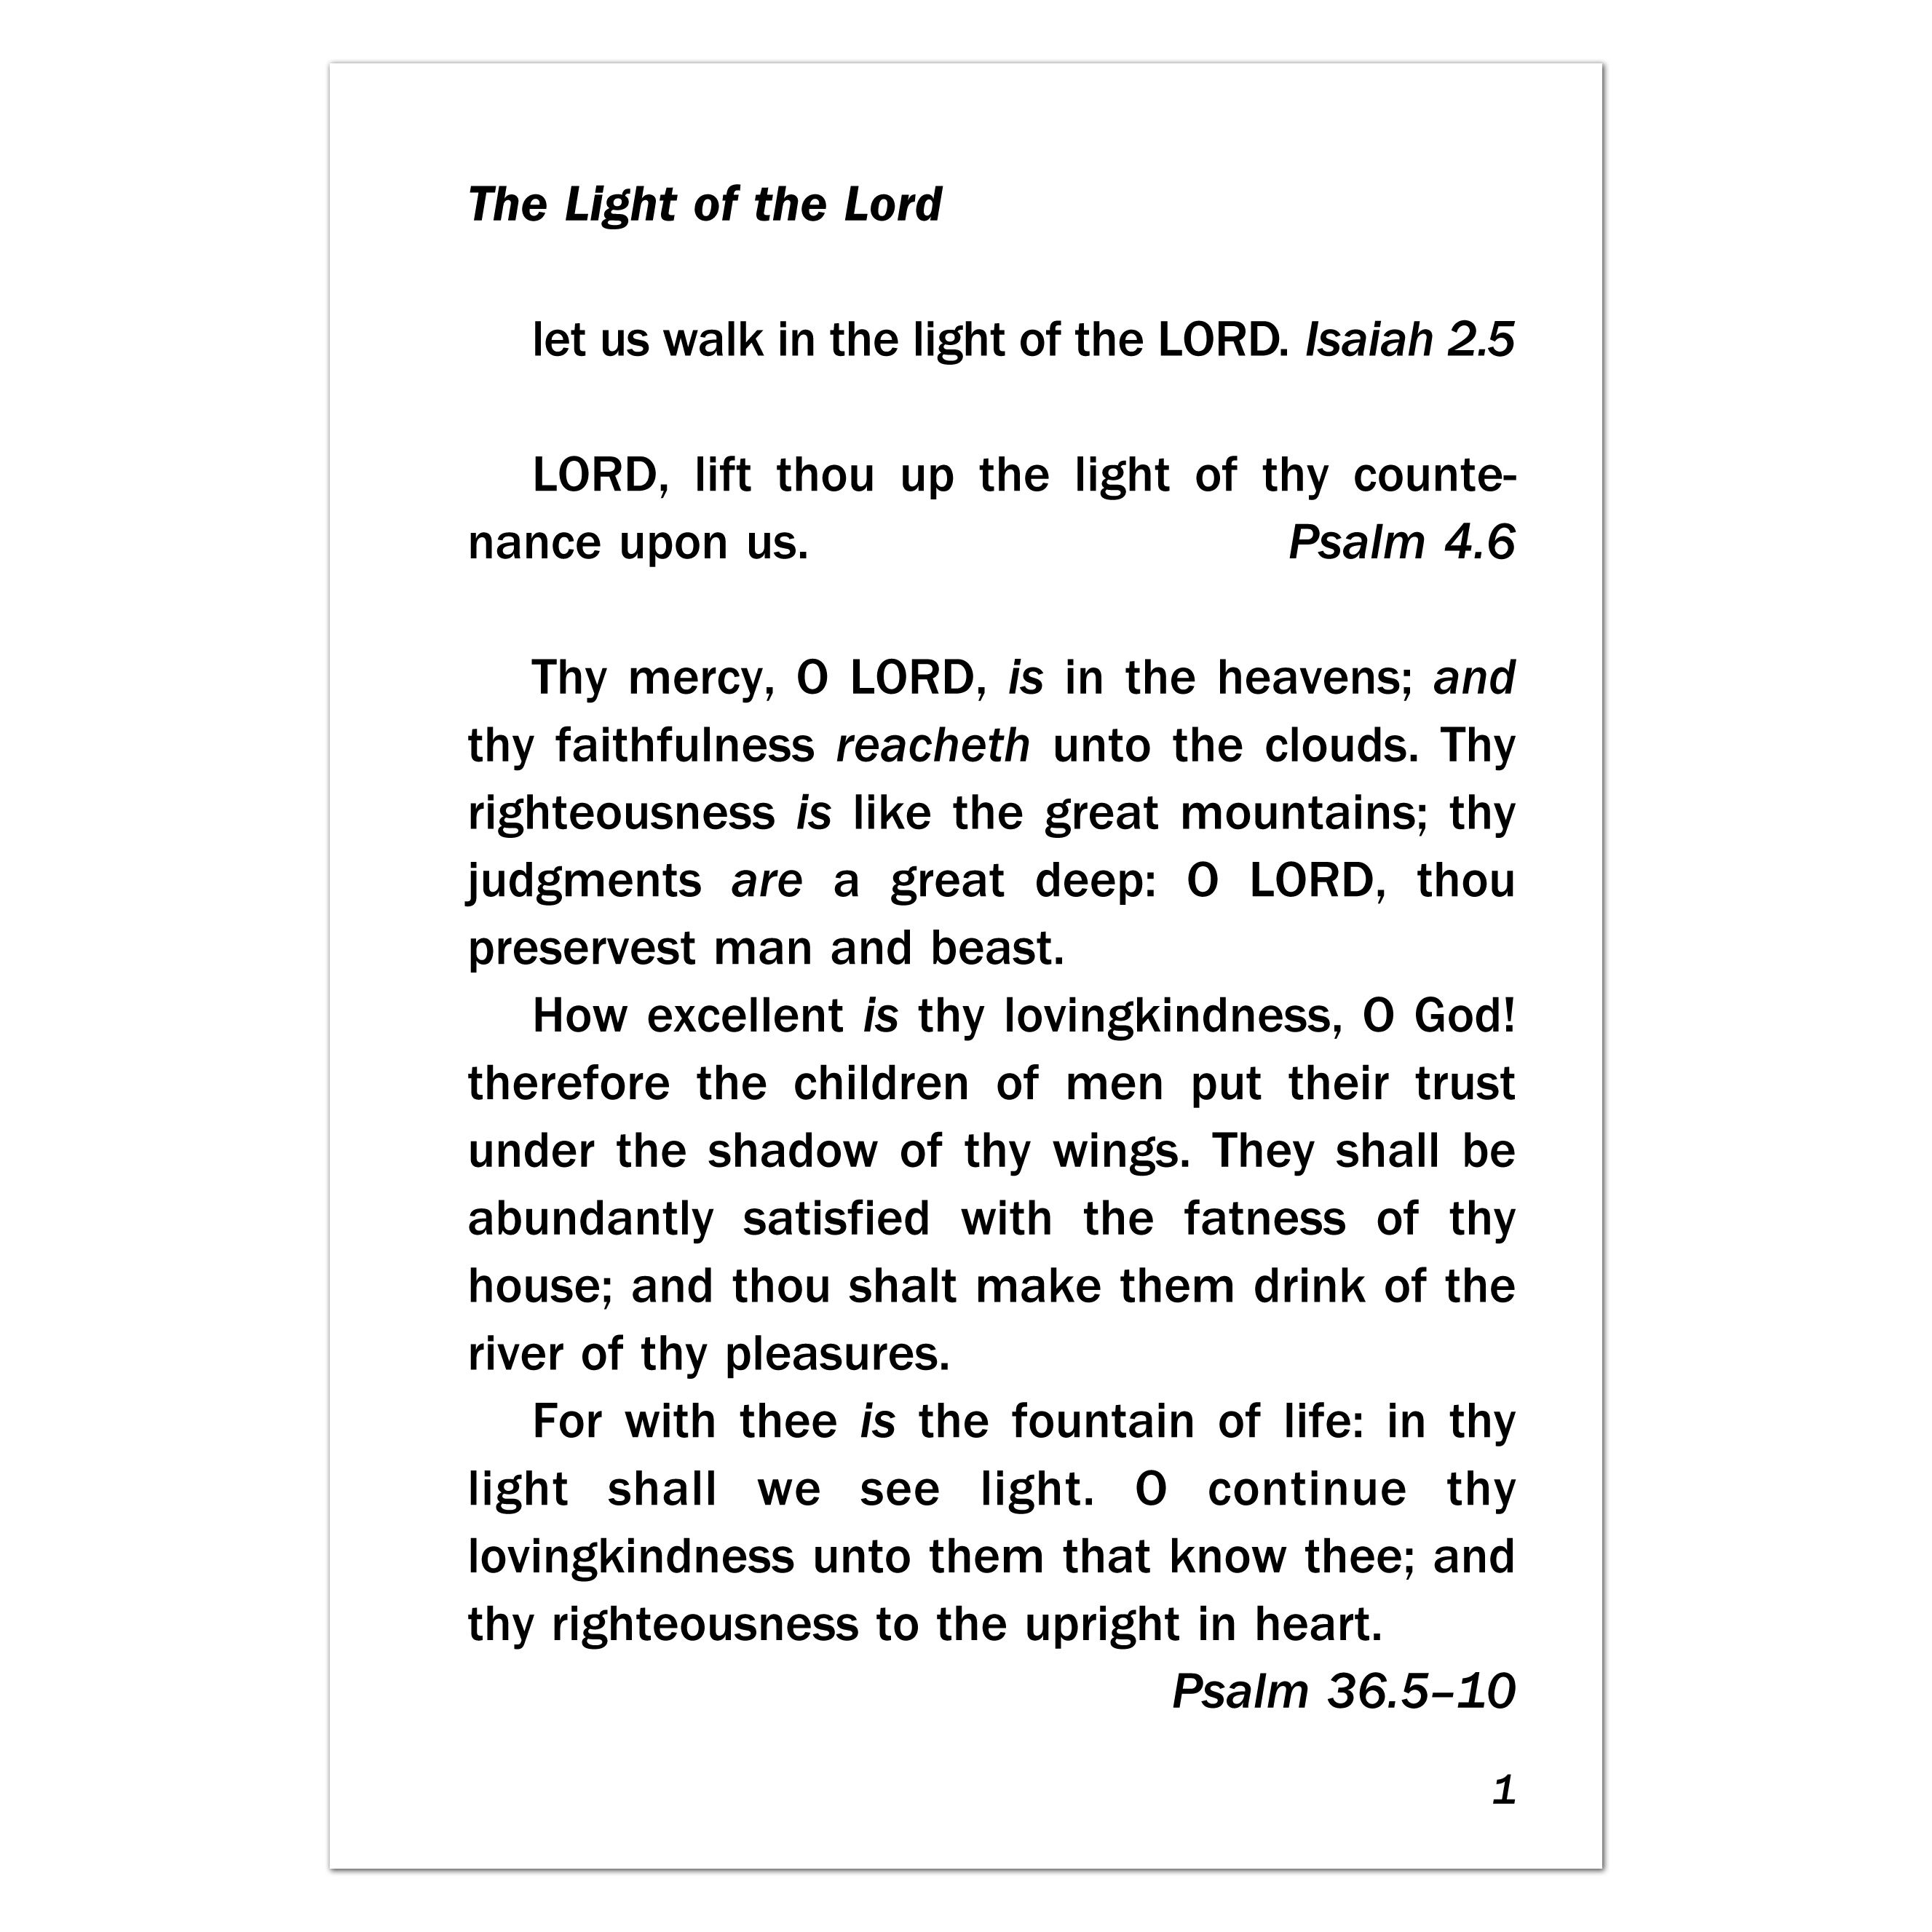 The Light of the Lord
let us walk in the light of the LORD. Isaiah 2.5
LORD, lift thou up the light of thy counte-
nance upon us. Psalm 4.6
Thy mercy, O LORD, is in the heavens; and
thy faithfulness reacheth unto the clouds. Thy
righteousness is like the great mountains; thy
judgments are a great deep: O LORD, thou
preservest man and beast.
How excellent is thy lovingkindness, O God!
therefore the children of men put their trust
under the shadow of thy wings. They shall be
abundantly satisfied with the fatness of thy
house; and thou shalt make them drink of the
river of thy pleasures.
For with thee is the fountain of life: in thy
light shall we see light. O continue thy
lovingkindness unto them that know thee; and
thy righteousness to the upright in heart.
Psalm 36.5–10
1